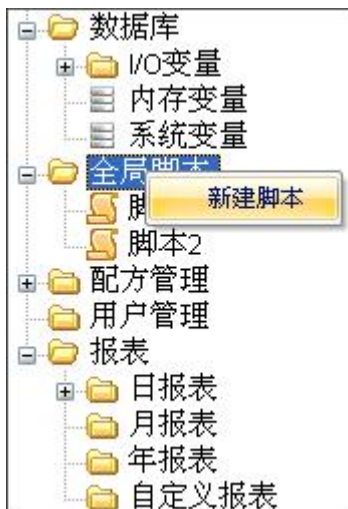 数据库
I/O变量
内存变量
系统变量
全局脚本
新建脚本
脚本2
配方管理
用户管理
报表
日报表
月报表
年报表
自定义报表